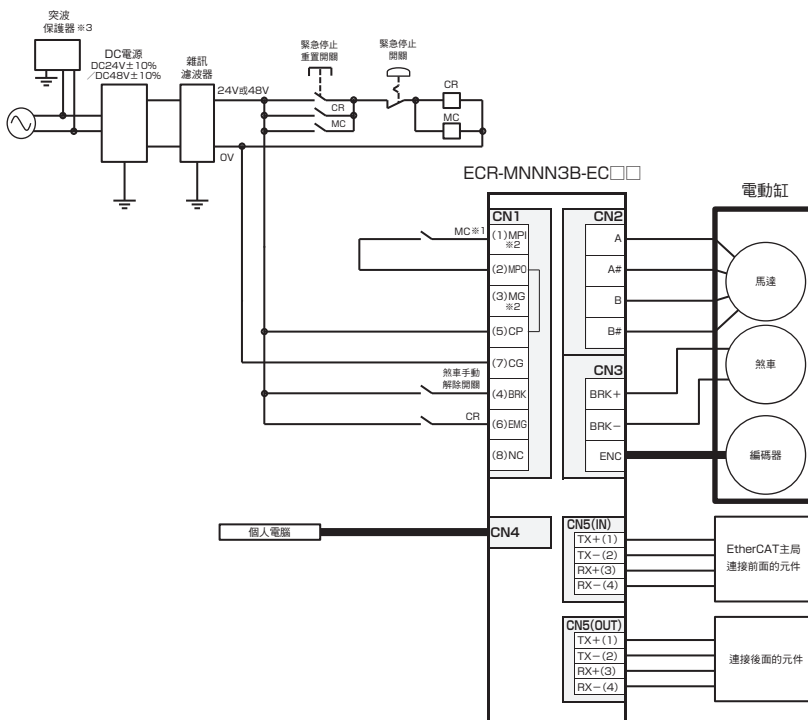 突波
保護器※3
DC電源
DC24V±10%
／DC48V±10%
雜訊
濾波器
24V或48V
0V
緊急停止
重置開關
緊急停止
開關
CR
MC
CR
MC
ECR-MNNN3B-EC□□
電動缸
CN1
(1)MPI
※2
(2)MPO
(3)MG
※2
(5)CP
(7)CG
(4)BRK
(6)EMG
(8)NC
MC※1
煞車手動
解除開關
CR
CN2
A
A#
B
B#
CN3
BRK+
BRK−
ENC
馬達
煞車
編碼器
個人電腦
CN4
CN5(IN)
TX+(1)
TX−(2)
RX+(3)
RX−(4)
EtherCAT主局
連接前面的元件
CN5(OUT)
TX+(1)
TX−(2)
RX+(3)
RX−(4)
連接後面的元件